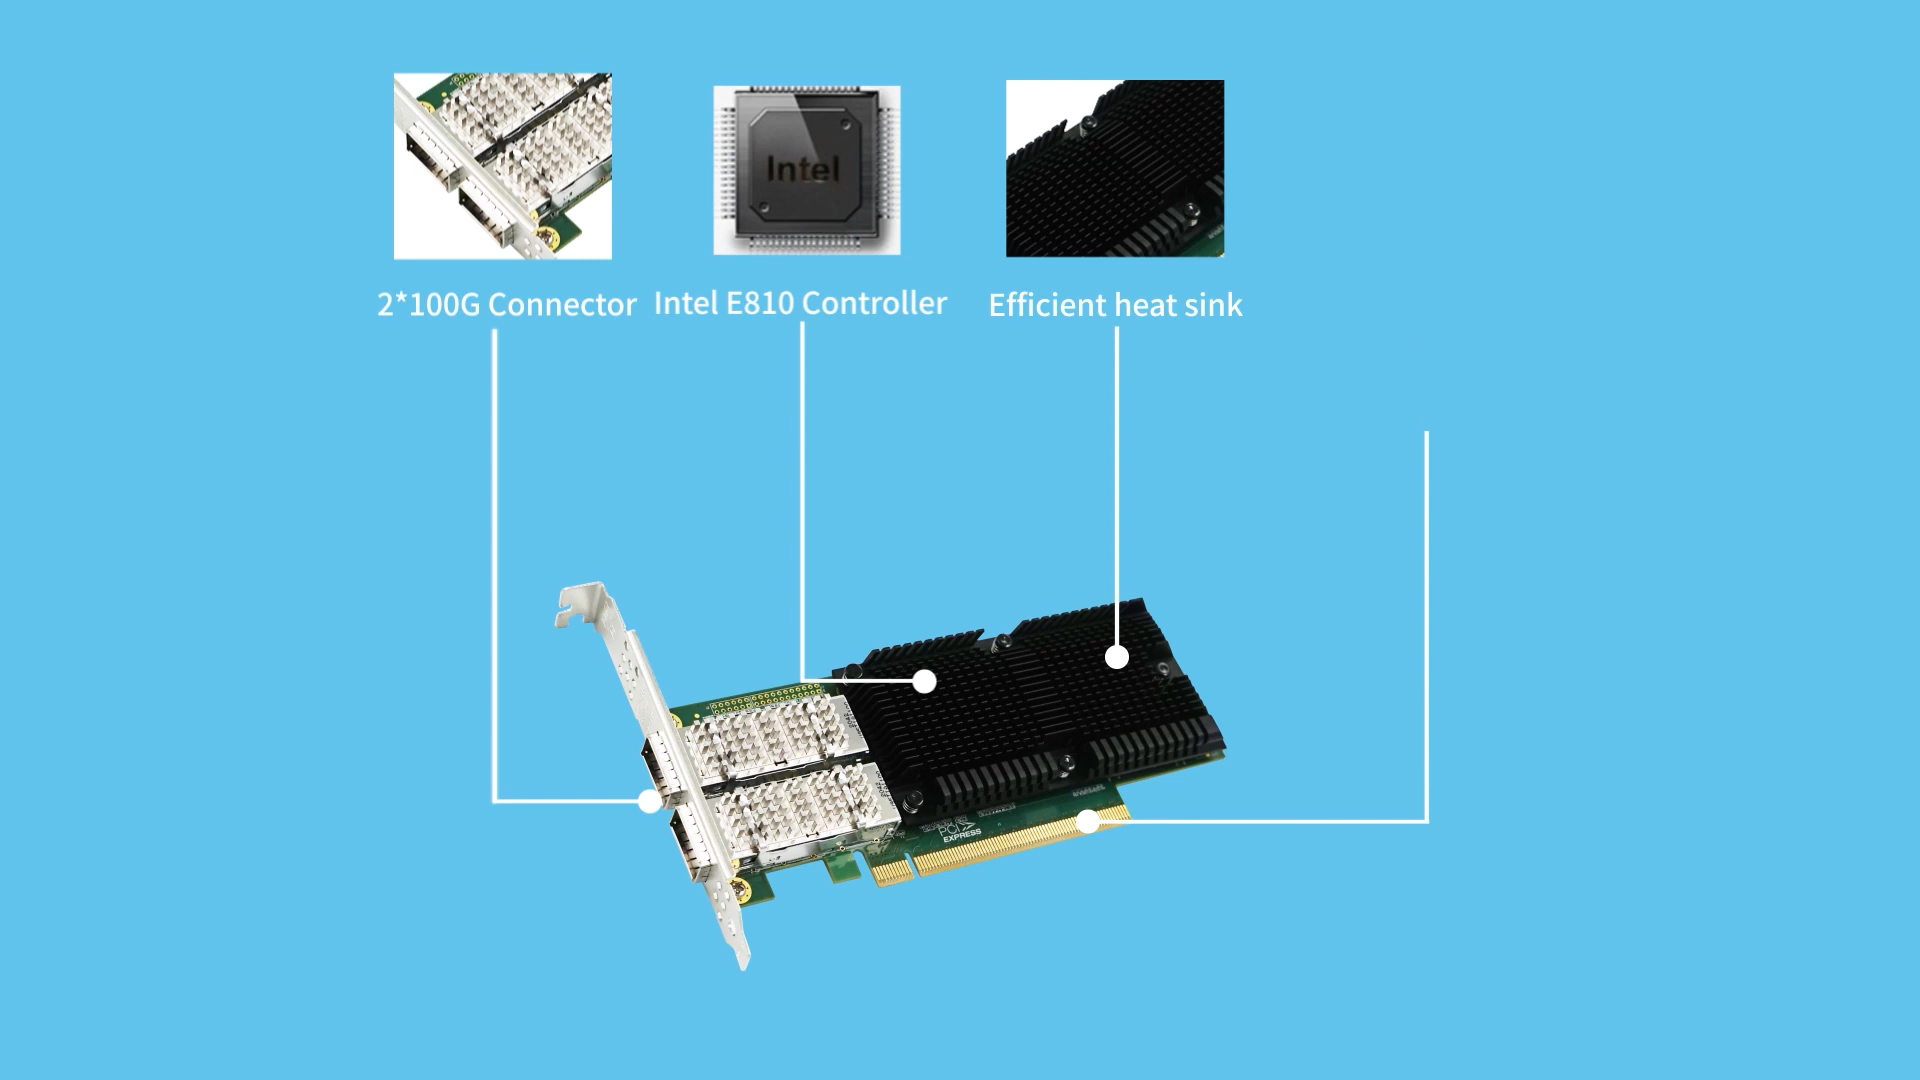 Intel
2*100G Connector
Intel E810 Controller
Efficient heat sink
PCI
EXPRESS